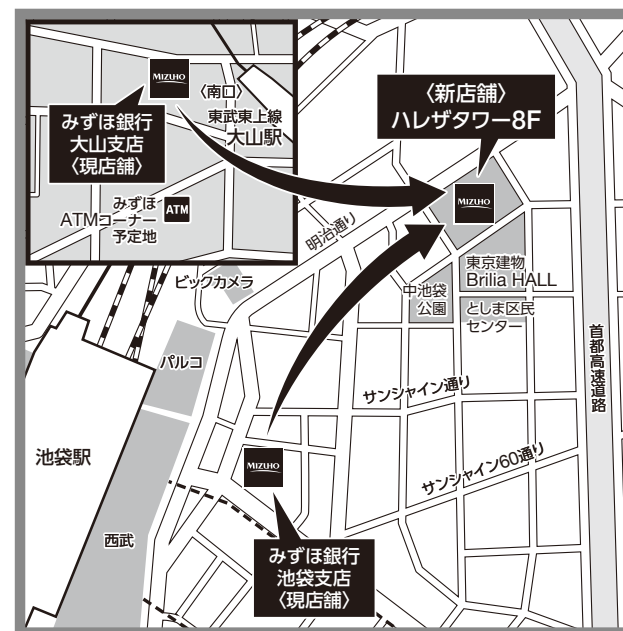 MIZUHO
〈南口〉
東武東上線
大山駅
みずほ銀行
大山支店
〈現店舗〉
みずほ
ATMコーナー
予定地
ATM
〈新店舗〉
ハレザタワー8F
MIZUHO
明治通り
東京建物
Brilia HALL
中池袋
公園
としま区民
センター
ビックカメラ
パルコ
首都高速道路
サンシャイン通り
池袋駅
MIZUHO
サンシャイン60通り
西武
みずほ銀行
池袋支店
〈現店舗〉